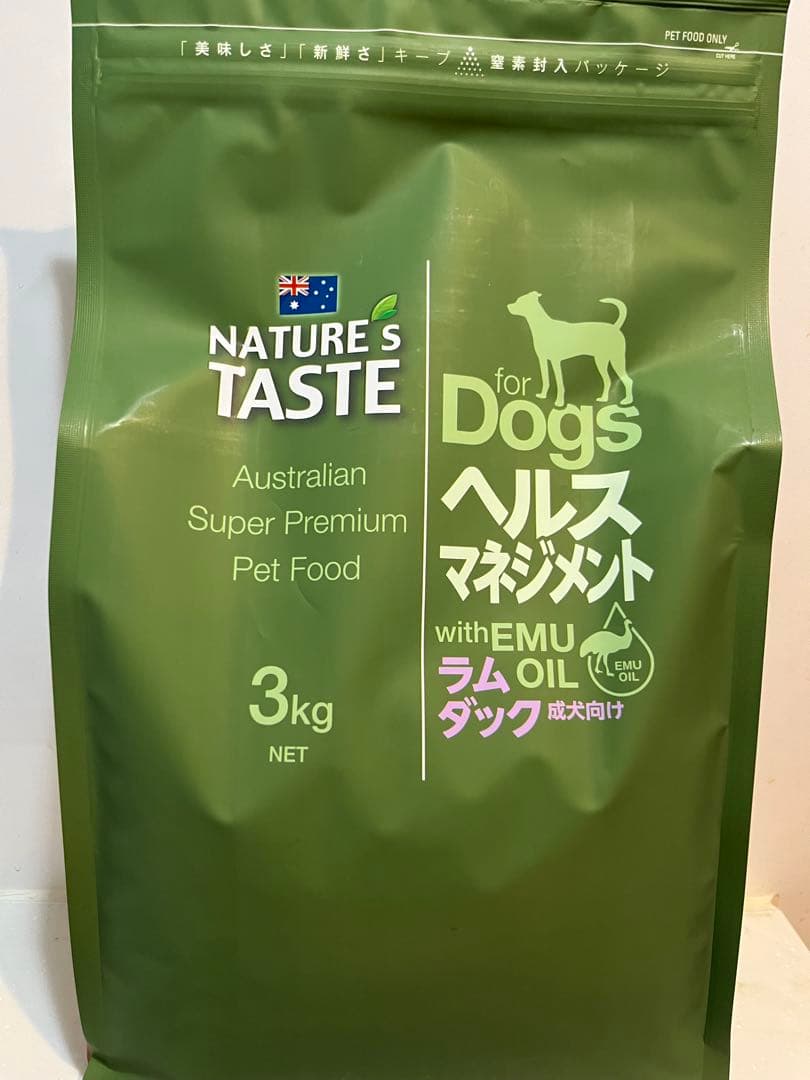 PET FOOD ONLY
CUT HERE
「美味しさ」「新鮮さ」キープ 窒素封入パッケージ
NATURE'S
TASTE
Australian
Super Premium
Pet Food
3kg
NET
for
Dogs
ヘルス
マネジメント
with EMU
OIL
EMU
OIL
ラム
ダック 成犬向け